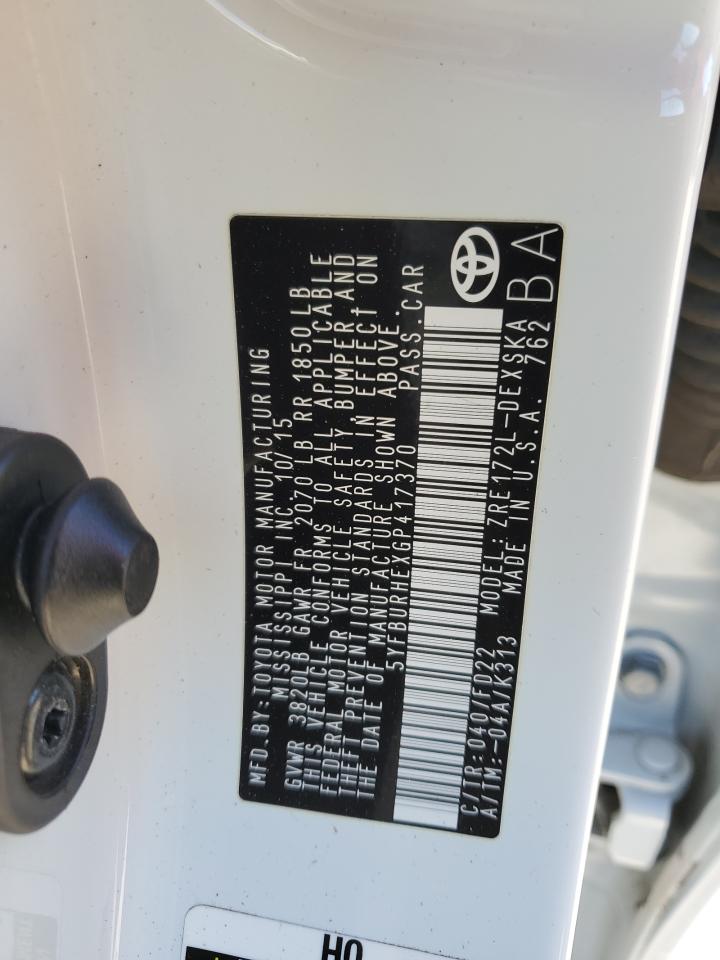 MFD.BY:TOYOTA MOTOR MANUFACTURING
MISSISSIPPI INC. 10/15
GVWR 3820LB GAWR FR 2070 LB RR 1850 LB
THIS VEHICLE CONFORMS TO ALL APPLICABLE
FEDERAL MOTOR VEHICLE SAFETY, BUMPER AND
THEFT PREVENTION STANDARDS IN EFFECT ON
THE DATE OF MANUFACTURE SHOWN ABOVE.
5YFBURHEXGP417370 PASS.CAR
C/TR:040/FD22 MODEL:ZRE172L-DEXSKA
A/TM:-04A/K313 MADE IN U.S.A. 762
BA
HO